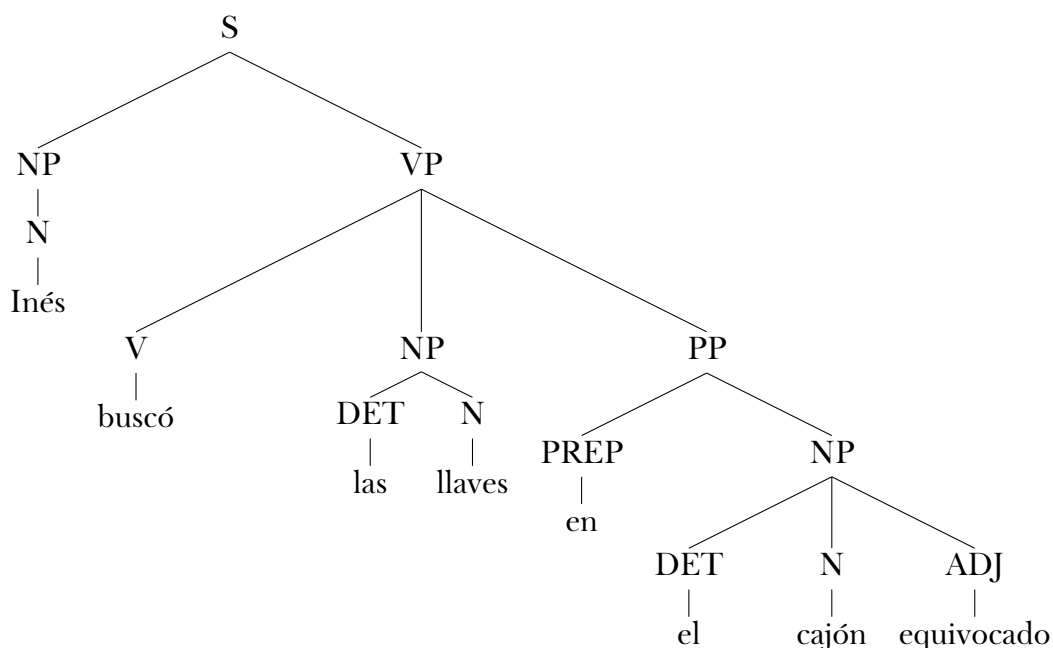 S
NP VP
N
Inés
V NP PP
buscó DET N
PREP NP
las llaves
en
DET N ADJ
el cajón equivocado